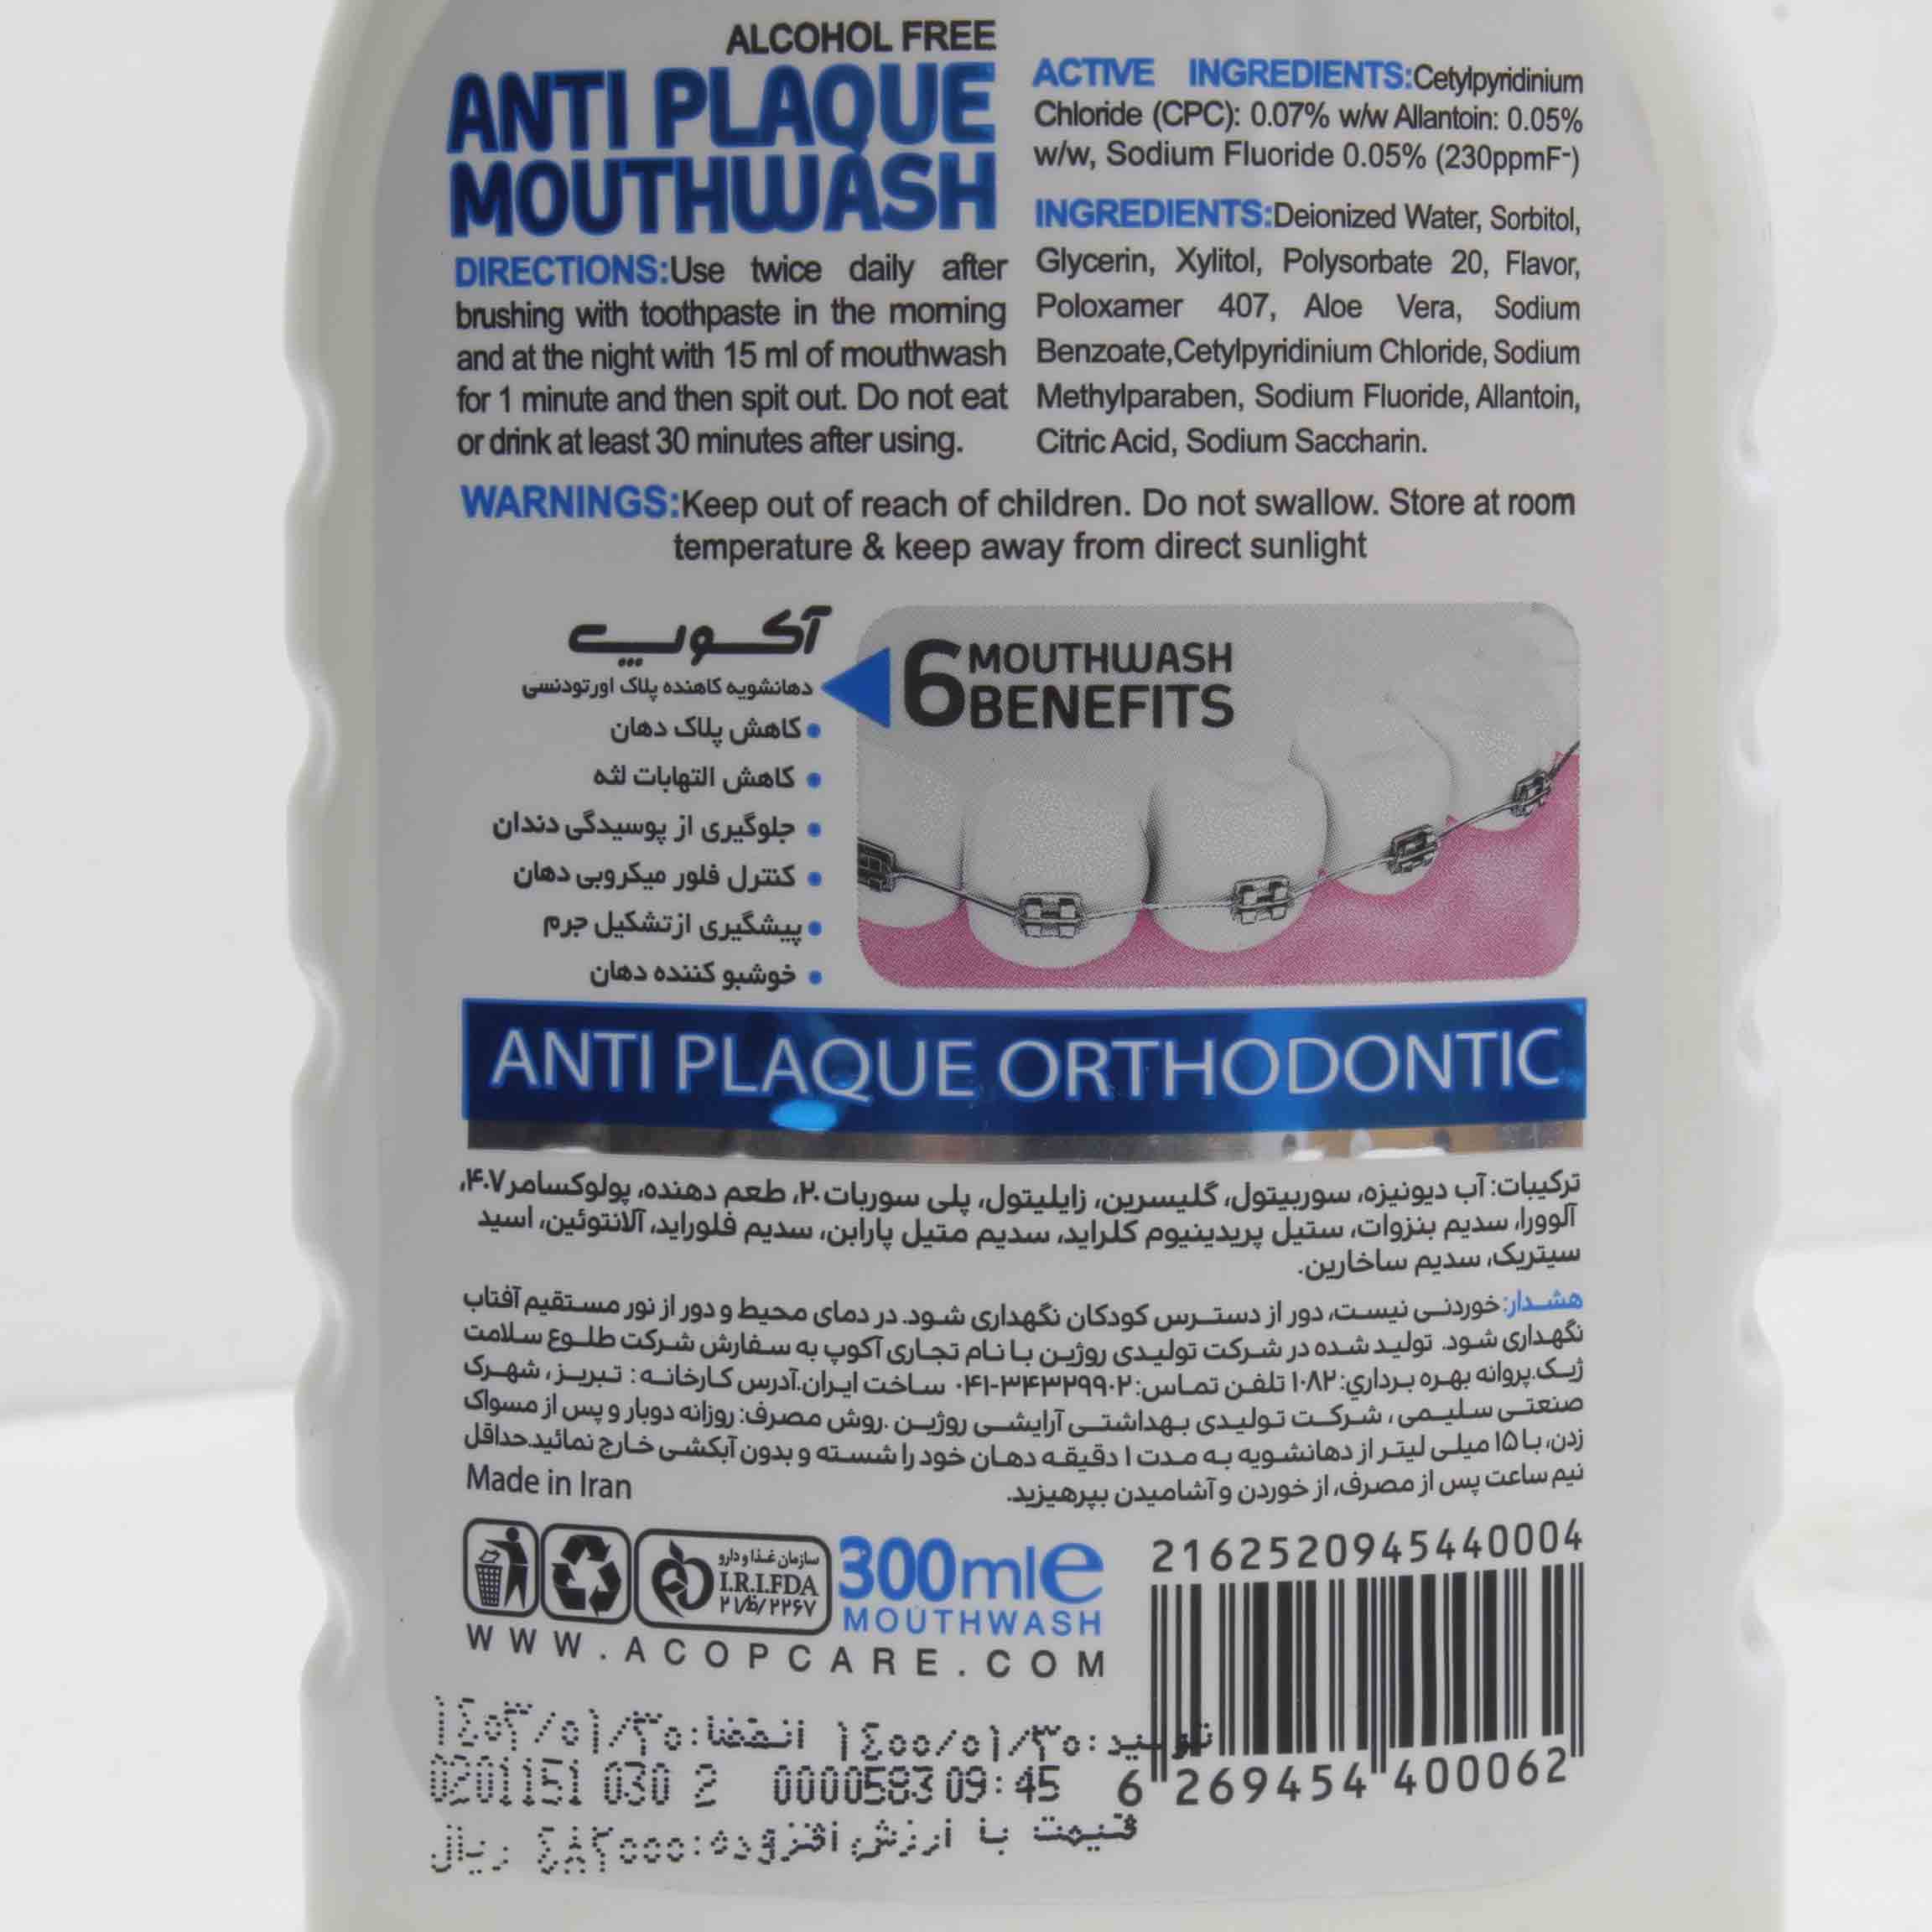 ALCOHOL FREE
ANTI PLAQUE
MOUTHWASH
DIRECTIONS:Use twice daily after
brushing with toothpaste in the morning
and at the night with 15 ml of mouthwash
for 1 minute and then spit out. Do not eat
or drink at least 30 minutes after using.
ACTIVE INGREDIENTS:Cetylpyridinium
Chloride (CPC): 0.07% w/w Allantoin: 0.05%
w/w, Sodium Fluoride 0.05% (230ppmF-)
INGREDIENTS:Deionized Water, Sorbitol,
Glycerin, Xylitol, Polysorbate 20, Flavor,
Poloxamer 407, Aloe Vera, Sodium
Benzoate,Cetylpyridinium Chloride, Sodium
Methylparaben, Sodium Fluoride, Allantoin,
Citric Acid, Sodium Saccharin.
WARNINGS:Keep out of reach of children. Do not swallow. Store at room
temperature & keep away from direct sunlight
آکوپ
دهانشویه کاهنده پلاک اورتودنسی
کاهش پلاک دهان
کاهش التهابات لثه
جلوگیری از پوسیدگی دندان
کنترل فلور میکروبی دهان
پیشگیری از تشکیل جرم
خوشبو کننده دهان
6 MOUTHWASH
BENEFITS
ANTI PLAQUE ORTHODONTIC
ترکیبات: آب دیونیزه، سوربیتول، گلیسرین، زایلیتول، پلی سوربات۲۰، طعم دهنده، پولوکسامر۴۰۷،
آلوورا، سدیم بنزوات، ستیل پریدینیوم کلراید، سدیم متیل پارابن، سدیم فلوراید، آلانتوئین، اسید
سیتریک، سدیم ساخارین.
هشدار:خوردنی نیست، دور از دسترس کودکان نگهداری شود. در دمای محیط و دور از نور مستقیم آفتاب
نگهداری شود. تولید شده در شرکت تولیدی روژین با نام تجاری آکوپ به سفارش شرکت طلوع سلامت
ژیک.پروانه بهره برداری:۱۰۸۲ تلفن تماس:۰۴۱-۳۴۳۲۹۹۰۲ ساخت ایران.آدرس کارخانه: تبریز، شهرک
صنعتی سلیمی، شرکت تولیدی بهداشتی آرایشی روژین .روش مصرف: روزانه دوبار و پس از مسواک
زدن، با ۱۵ میلی لیتر از دهانشویه به مدت ۱ دقیقه دهان خود را شسته و بدون آبکشی خارج نمائید.حداقل
نیم ساعت پس از مصرف، از خوردن و آشامیدن بپرهیزید.
Made in Iran
سازمان غذا و دارو
I.R.I.FDA
۲۱/ظ/۲۲۶۷
300mle
MOUTHWASH
WWW.ACOPCARE.COM
2162520945440004
6 269454 400062
تولید:۱۴۰۰/۰۱/۳۰ انقضا:۱۴۰۳/۰۱/۳۰
0201151 030 2 0000583 09:45
قیمت با ارزش افزوده:۴۸۲۰۰۰ ریال